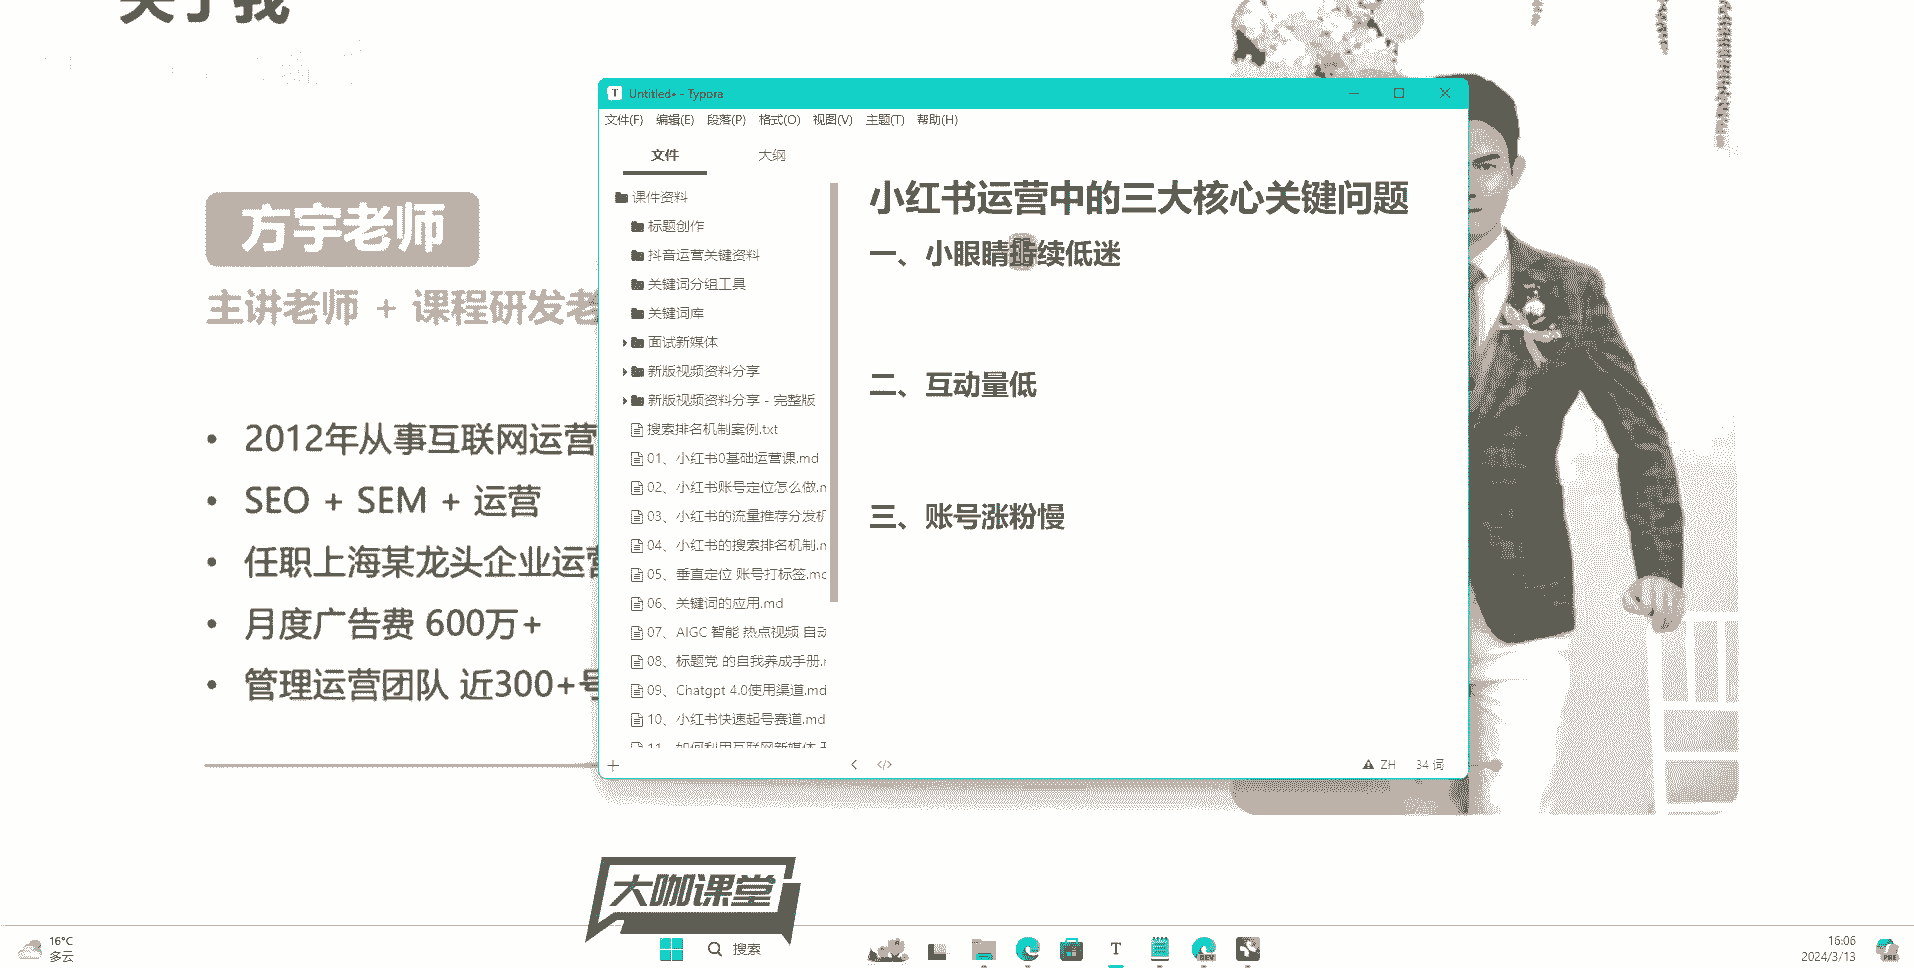 关于我
方宇老师
主讲老师 + 课程研发老
2012年从事互联网运营
SEO + SEM + 运营
任职上海某龙头企业运营
月度广告费 600万+
管理运营团队 近300+号
Untitled• - Typora
文件(F) 编辑(E) 段落(P) 格式(O) 视图(V) 主题(T) 帮助(H)
文件 大纲
课件资料
标题创作
抖音运营关键资料
关键词分组工具
关键词库
面试新媒体
新版视频资料分享
新版视频资料分享 - 完整版
搜索排名机制案例.txt
01、小红书0基础运营课.md
02、小红书账号定位怎么做.m
03、小红书的流量推荐分发机
04、小红书的搜索排名机制.m
05、垂直定位 账号打标签.md
06、关键词的应用.md
07、AIGC 智能 热点视频 自动
08、标题党 的自我养成手册.
09、Chatgpt 4.0使用渠道.md
10、小红书快速起号赛道.md
11、如何利用互联网新媒体
小红书运营中的三大核心关键问题
一、小眼睛持续低迷
二、互动量低
三、账号涨粉慢
ZH 34 词
大咖课堂
16°C
多云
搜索
16:06
2024/3/13